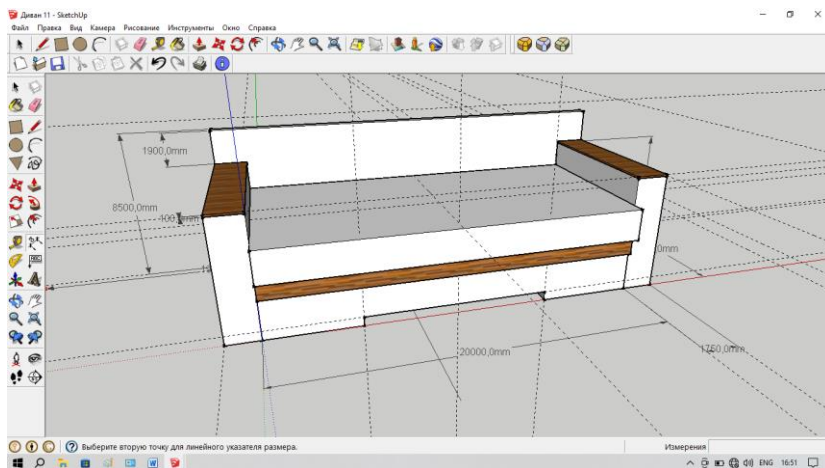 Диван 11 - SketchUp
Файл Правка Вид Камера Рисование Инструменты Окно Справка
1900,0mm
8500,0mm
20000,0mm
1750,0mm
Выберите вторую точку для линейного указателя размера.
Измерения
ENG 16:51